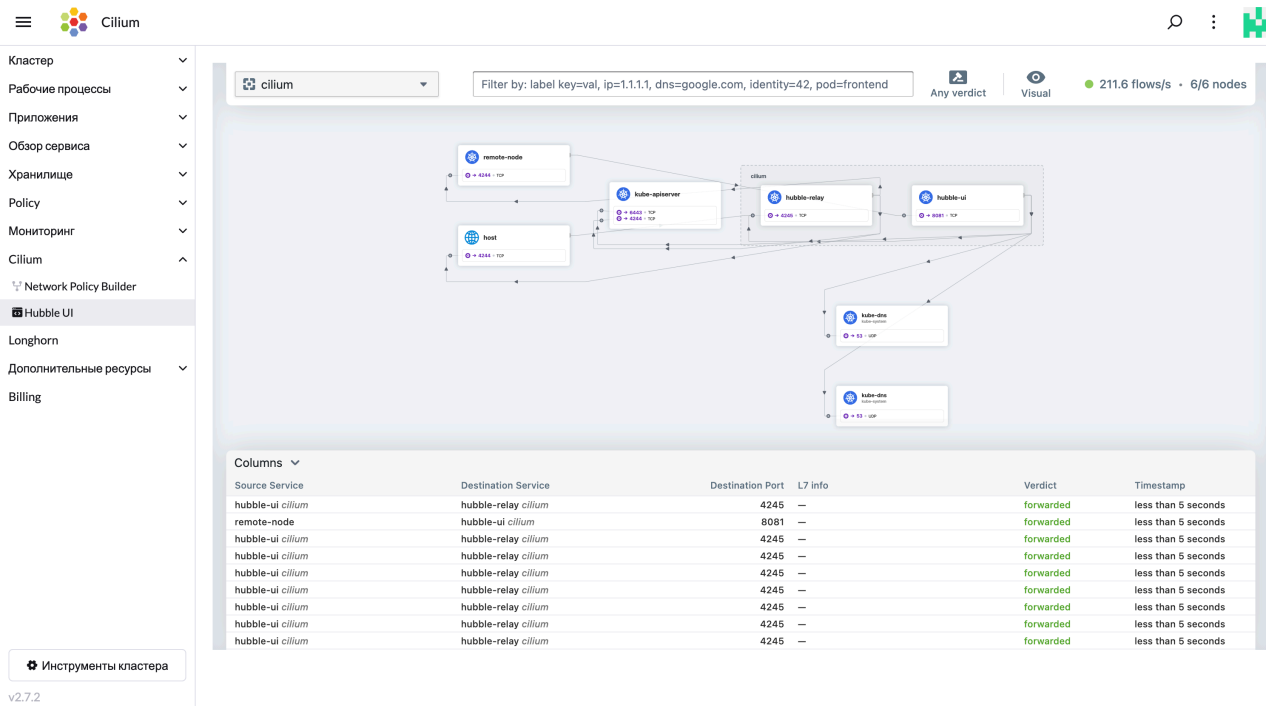 Cilium
Кластер
Рабочие процессы
Приложения
Обзор сервиса
Хранилище
Policy
Мониторинг
Cilium
Network Policy Builder
Hubble UI
Longhorn
Дополнительные ресурсы
Billing
Инструменты кластера
v2.7.2
cilium
Filter by: label key=val, ip=1.1.1.1, dns=google.com, identity=42, pod=frontend
Any verdict
Visual
211.6 flows/s • 6/6 nodes
remote-node
→ 4244 • TCP
kube-apiserver
→ 6443 • TCP
→ 4244 • TCP
host
→ 4244 • TCP
cilium
hubble-relay
→ 4245 • TCP
hubble-ui
→ 8081 • TCP
kube-dns
kube-system
→ 53 • UDP
kube-dns
kube-system
→ 53 • UDP
Columns
Source Service Destination Service Destination Port L7 info Verdict Timestamp
hubble-ui cilium hubble-relay cilium 4245 — forwarded less than 5 seconds
remote-node hubble-ui cilium 8081 — forwarded less than 5 seconds
hubble-ui cilium hubble-relay cilium 4245 — forwarded less than 5 seconds
hubble-ui cilium hubble-relay cilium 4245 — forwarded less than 5 seconds
hubble-ui cilium hubble-relay cilium 4245 — forwarded less than 5 seconds
hubble-ui cilium hubble-relay cilium 4245 — forwarded less than 5 seconds
hubble-ui cilium hubble-relay cilium 4245 — forwarded less than 5 seconds
hubble-ui cilium hubble-relay cilium 4245 — forwarded less than 5 seconds
hubble-ui cilium hubble-relay cilium 4245 — forwarded less than 5 seconds